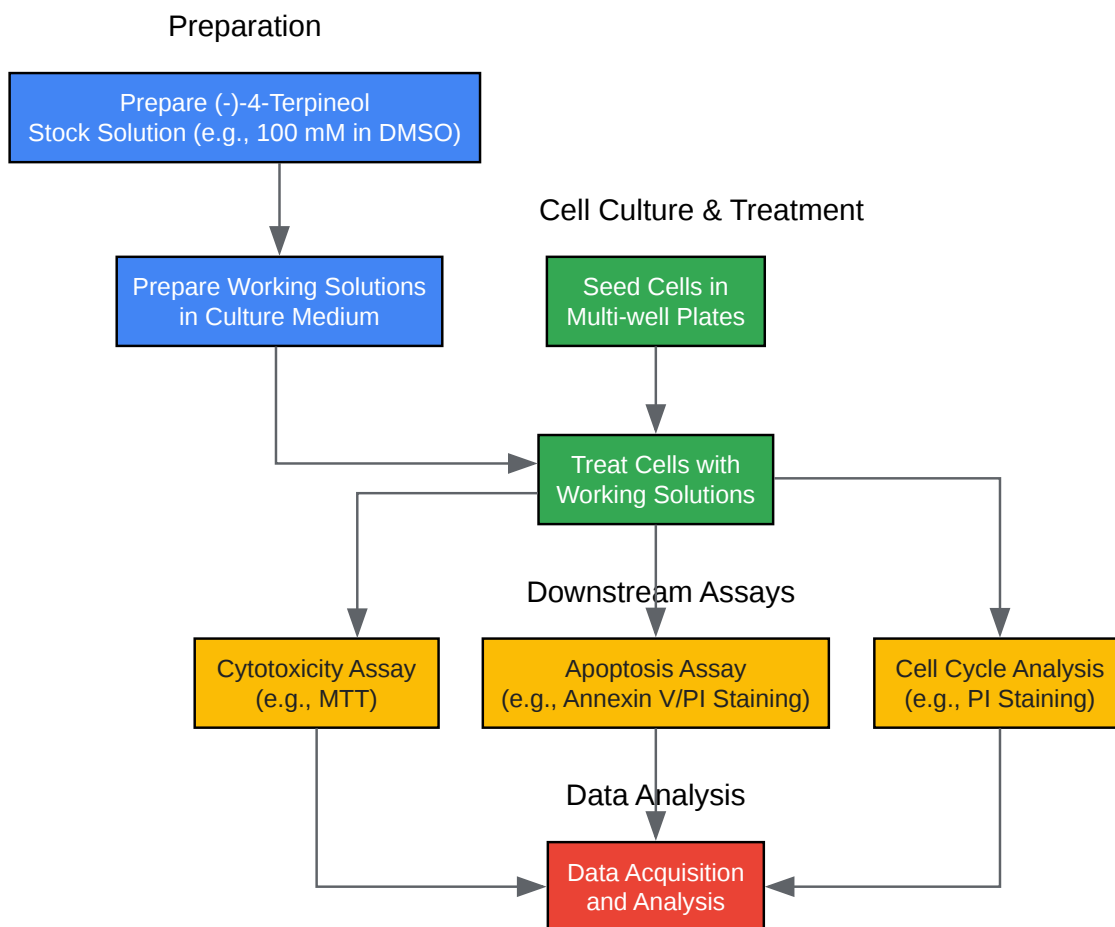 Preparation
Prepare (-)-4-Terpineol
Stock Solution (e.g., 100 mM in DMSO)
Cell Culture & Treatment
Prepare Working Solutions
in Culture Medium
Seed Cells in
Multi-well Plates
Treat Cells with
Working Solutions
Downstream Assays
Cytotoxicity Assay
(e.g., MTT)
Apoptosis Assay
(e.g., Annexin V/PI Staining)
Cell Cycle Analysis
(e.g., PI Staining)
Data Analysis
Data Acquisition
and Analysis